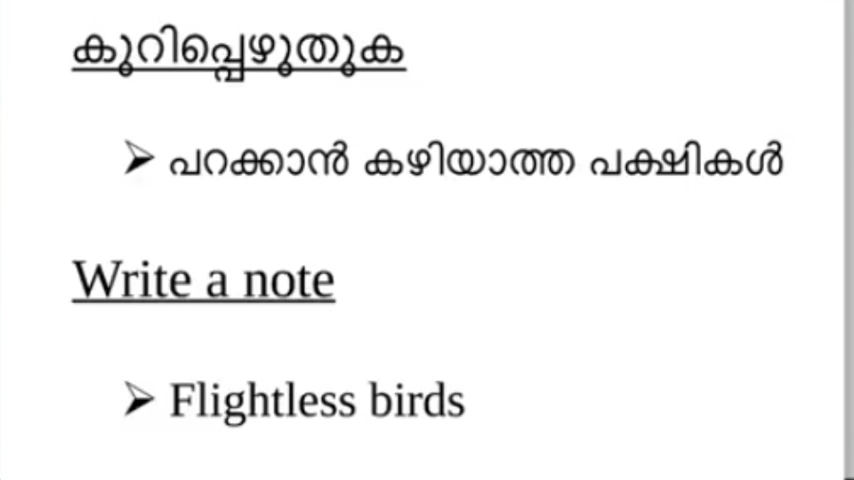 കുറിപ്പെഴുതുക
➢ പറക്കാൻ കഴിയാത്ത പക്ഷികൾ
Write a note
➢ Flightless birds